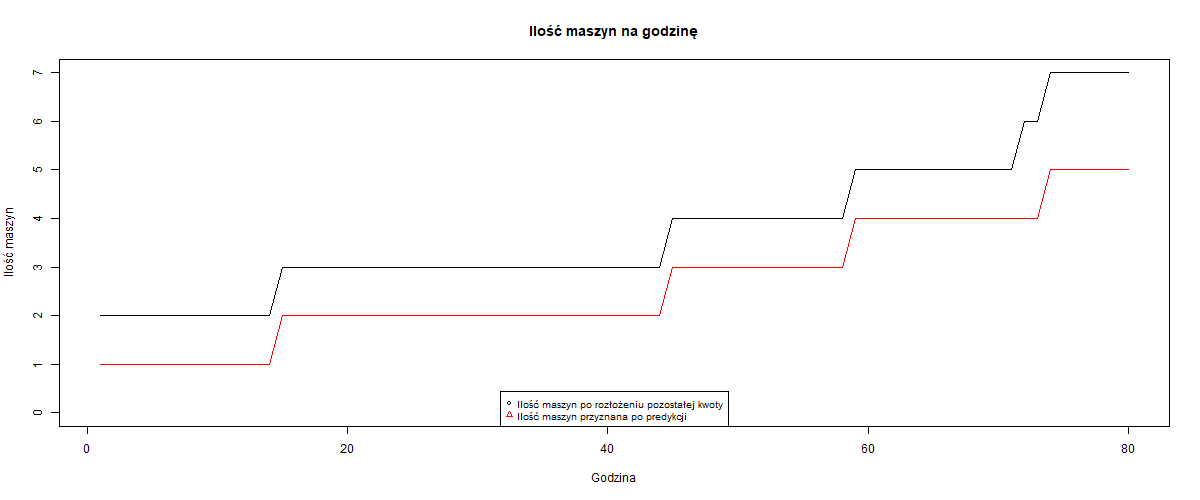 Ilość maszyn na godzinę
Ilość maszyn
7
6
5
4
3
2
1
0
Ilość maszyn po rozłożeniu pozostałej kwoty
Ilość maszyn przyznana po predykcji
0 20 40 60 80
Godzina